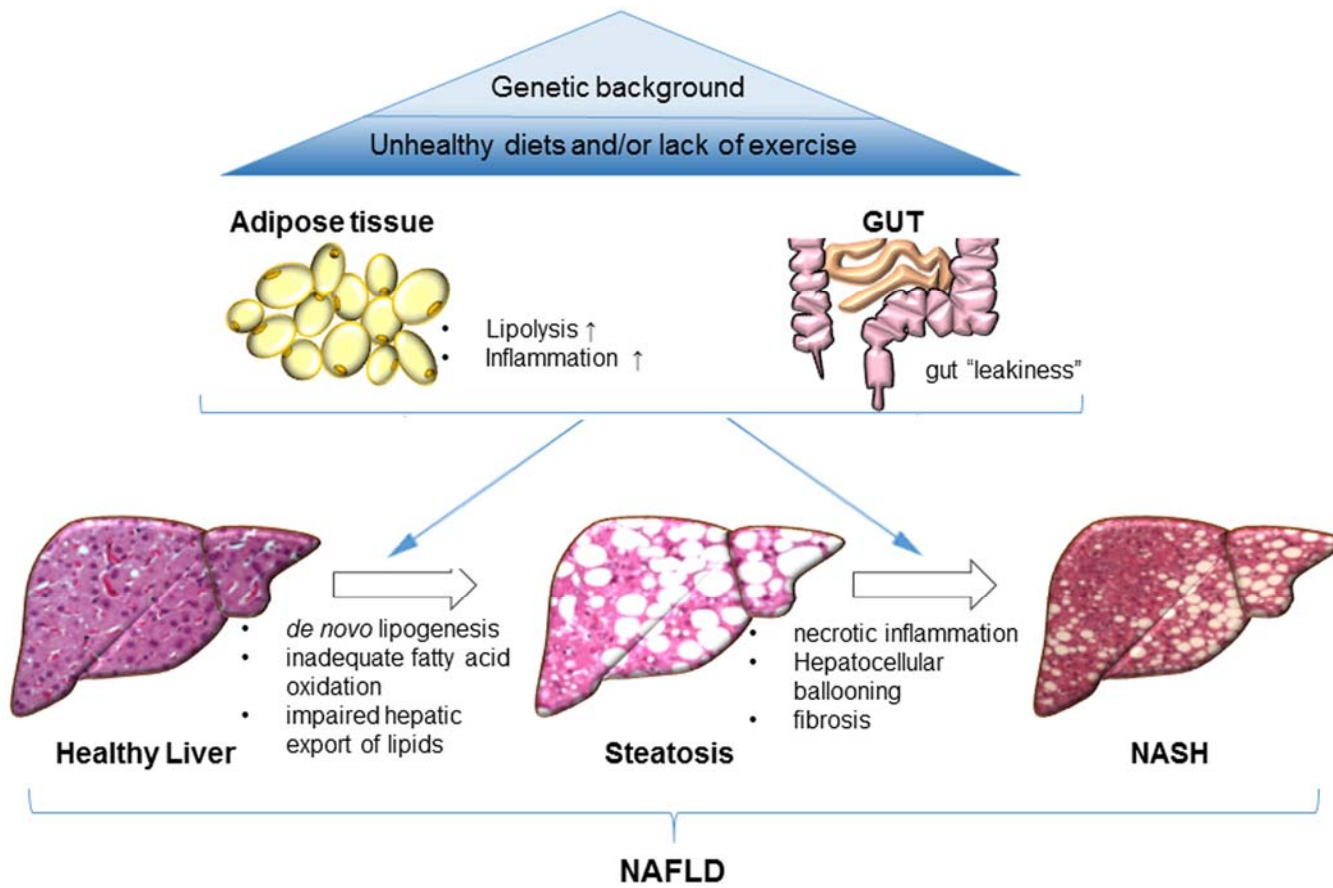 Genetic background
Unhealthy diets and/or lack of exercise
Adipose tissue
• Lipolysis ↑
• Inflammation ↑
GUT
gut “leakiness”
• de novo lipogenesis
• inadequate fatty acid
oxidation
• impaired hepatic
export of lipids
• necrotic inflammation
• Hepatocellular
ballooning
• fibrosis
Healthy Liver
Steatosis
NASH
NAFLD